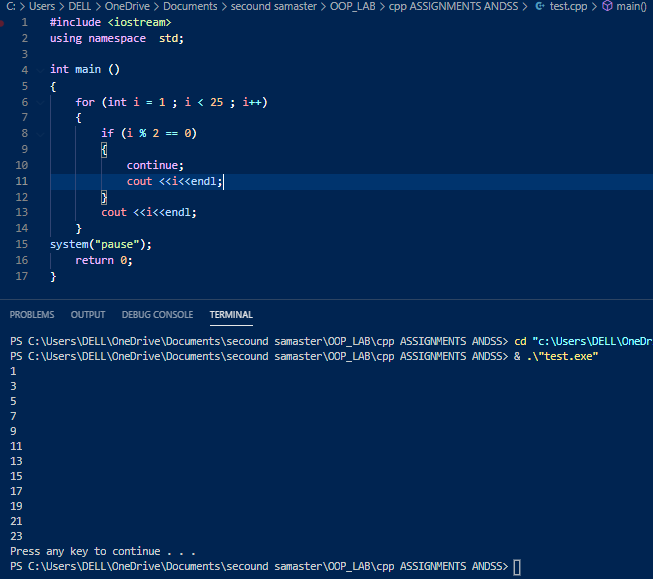 C: > Users > DELL > OneDrive > Documents > secound samaster > OOP_LAB > cpp ASSIGNMENTS ANDSS > test.cpp > main()
1 #include <iostream>
2 using namespace  std;
3
4 int main ()
5 {
6     for (int i = 1 ; i < 25 ; i++)
7     {
8         if (i % 2 == 0)
9         {
10             continue;
11             cout <<i<<endl;
12         }
13         cout <<i<<endl;
14     }
15 system("pause");
16     return 0;
17 }
PROBLEMS OUTPUT DEBUG CONSOLE TERMINAL
PS C:\Users\DELL\OneDrive\Documents\secound samaster\OOP_LAB\cpp ASSIGNMENTS ANDSS> cd "c:\Users\DELL\OneDr
PS C:\Users\DELL\OneDrive\Documents\secound samaster\OOP_LAB\cpp ASSIGNMENTS ANDSS> & .\"test.exe"
1
3
5
7
9
11
13
15
17
19
21
23
Press any key to continue . . .
PS C:\Users\DELL\OneDrive\Documents\secound samaster\OOP_LAB\cpp ASSIGNMENTS ANDSS>